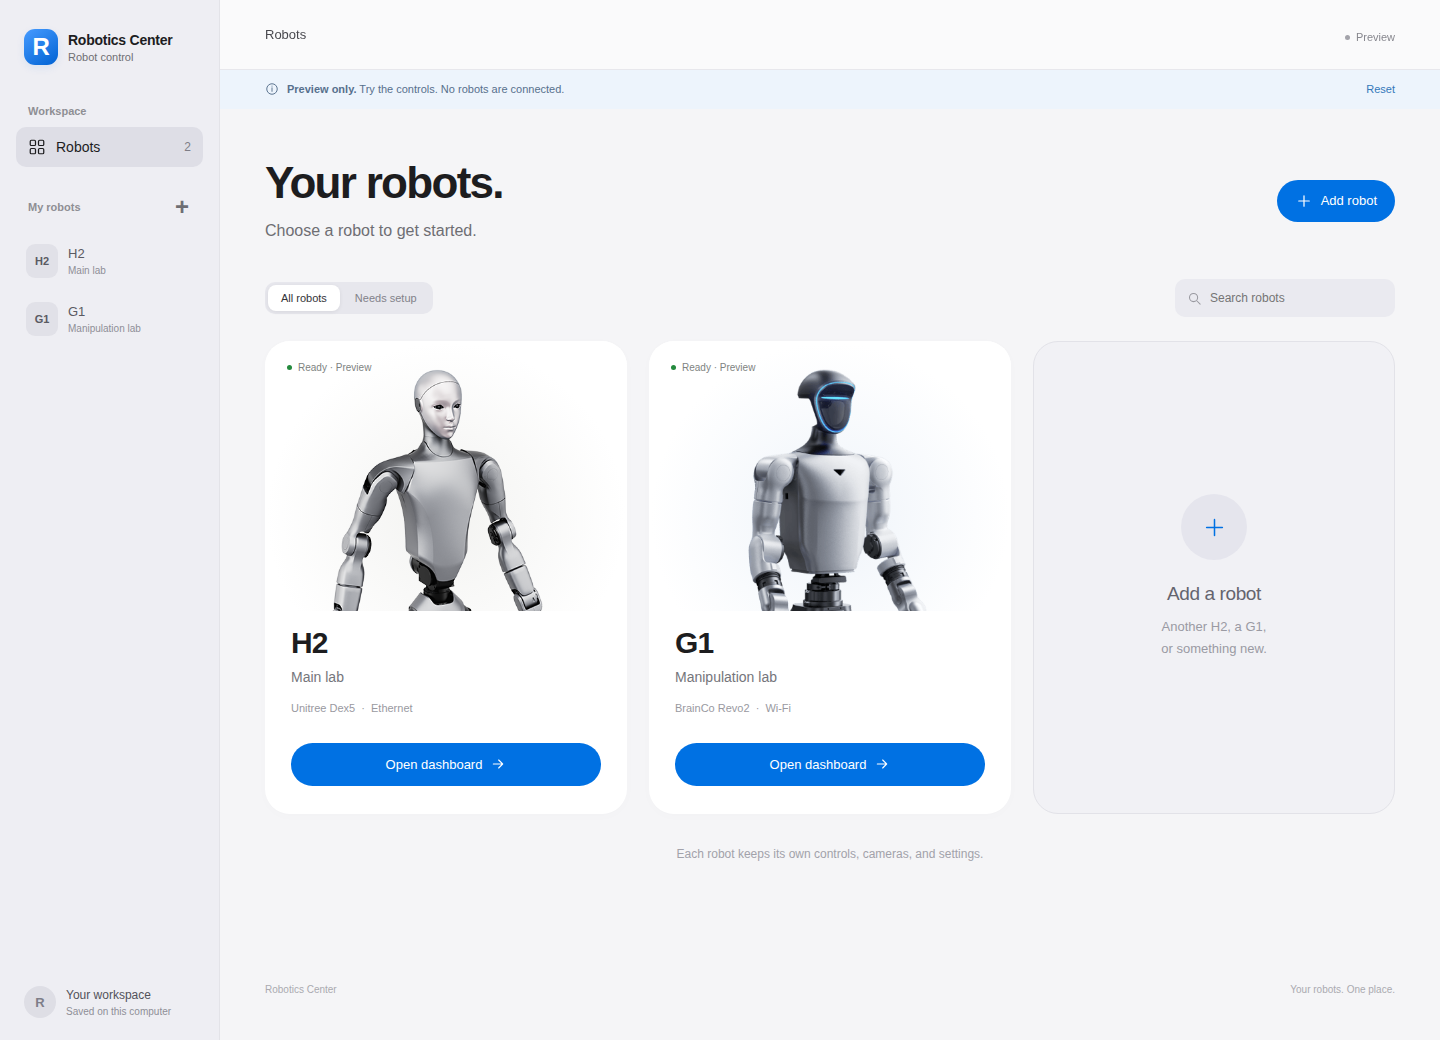 R
Robotics Center
Robot control
Workspace
Robots
2
My robots
H2
H2
Main lab
G1
G1
Manipulation lab
R
Your workspace
Saved on this computer
Robots
Preview
Preview only. Try the controls. No robots are connected.
Reset
Your robots.
Choose a robot to get started.
Add robot
All robots
Needs setup
Search robots
Ready · Preview
H2
Main lab
Unitree Dex5 · Ethernet
Open dashboard
Ready · Preview
G1
Manipulation lab
BrainCo Revo2 · Wi-Fi
Open dashboard
Add a robot
Another H2, a G1,
or something new.
Each robot keeps its own controls, cameras, and settings.
Robotics Center
Your robots. One place.